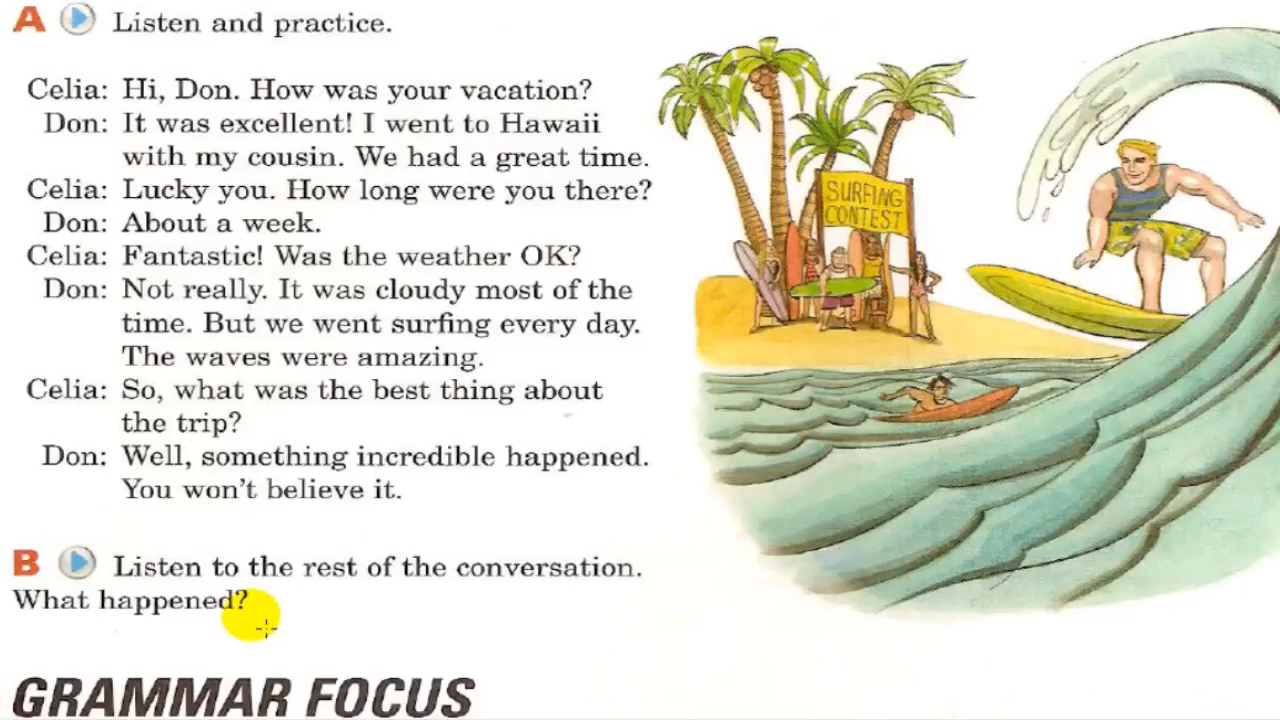 A Listen and practice.
Celia: Hi, Don. How was your vacation?
Don: It was excellent! I went to Hawaii
with my cousin. We had a great time.
Celia: Lucky you. How long were you there?
Don: About a week.
Celia: Fantastic! Was the weather OK?
Don: Not really. It was cloudy most of the
time. But we went surfing every day.
The waves were amazing.
Celia: So, what was the best thing about
the trip?
Don: Well, something incredible happened.
You won't believe it.
SURFING
CONTEST
B Listen to the rest of the conversation.
What happened?
GRAMMAR FOCUS